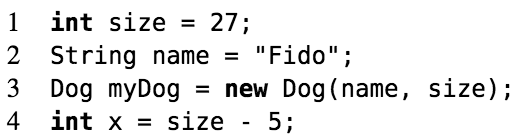 1 int size = 27;
2 String name = "Fido";
3 Dog myDog = new Dog(name, size);
4 int x = size - 5;